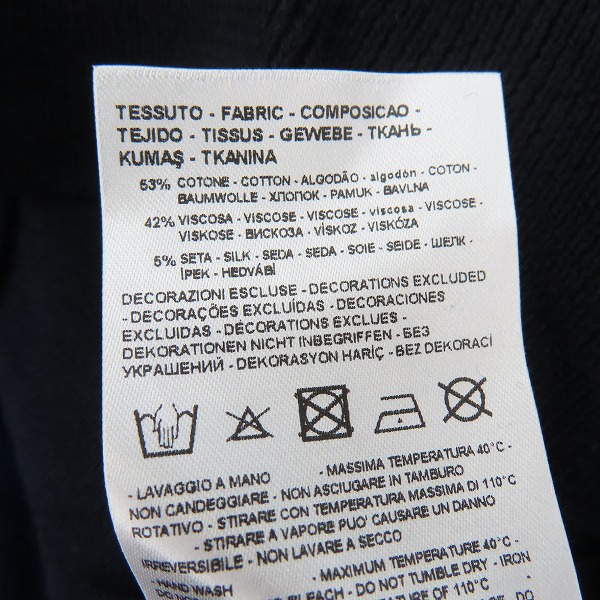 TESSUTO - FABRIC - COMPOSICAO -
TEJIDO - TISSUS - GEWEBE - ТКАНЬ -
KUMAŞ - TKANINA
53% COTONE - COTTON - ALGODÃO - algodón - COTON -
BAUMWOLLE - ХЛОПОК - PAMUK - BAVLNA
42% VISCOSA - VISCOSE - VISCOSE - viscosa - VISCOSE -
VISKOSE - ВИСКОЗА - VİSKOZ - VISKÓZA
5% SETA - SILK - SEDA - SEDA - SOIE - SEIDE - ШЕЛК -
İPEK - HEDVÁBÍ
DECORAZIONI ESCLUSE - DECORATIONS EXCLUDED
- DECORAÇÕES EXCLUÍDAS - DECORACIONES
EXCLUIDAS - DÉCORATIONS EXCLUES -
DEKORATIONEN NICHT INBEGRIFFEN - БЕЗ
УКРАШЕНИЙ - DEKORASYON HARİÇ - BEZ DEKORACÍ
- LAVAGGIO A MANO - MASSIMA TEMPERATURA 40°C -
NON CANDEGGIARE - NON ASCIUGARE IN TAMBURO
ROTATIVO - STIRARE CON TEMPERATURA MASSIMA DI 110°C
- STIRARE A VAPORE PUO' CAUSARE UN DANNO
IRREVERSIBILE - NON LAVARE A SECCO
- HAND WASH - MAXIMUM TEMPERATURE 40°C -
BLEACH - DO NOT TUMBLE DRY - IRON
OF 110°C